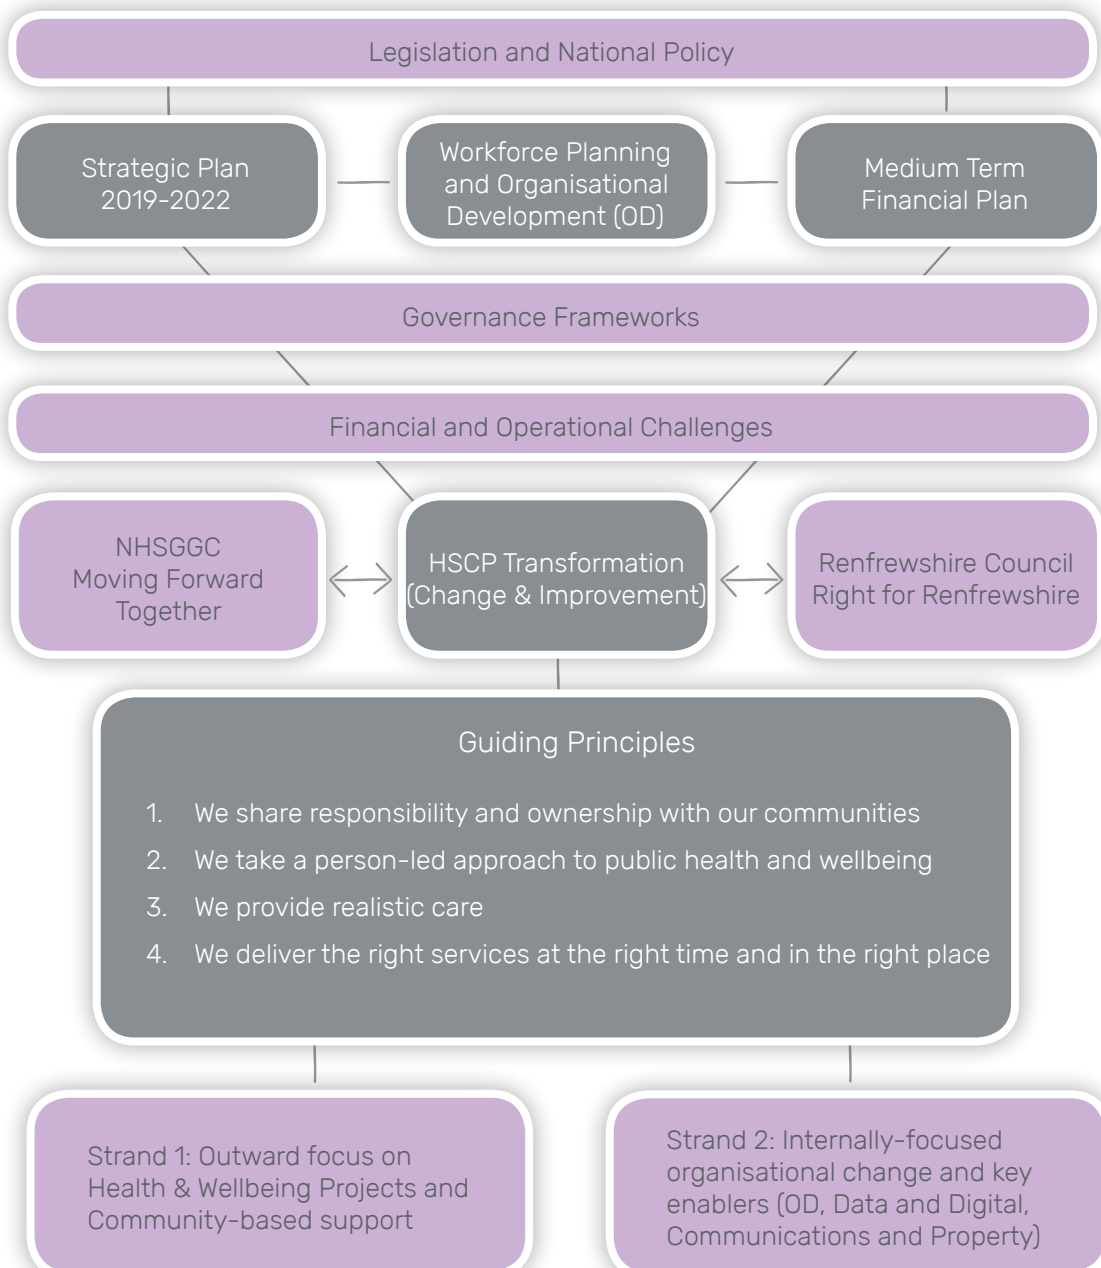 Legislation and National Policy
Strategic Plan
2019-2022
Workforce Planning
and Organisational
Development (OD)
Medium Term
Financial Plan
Governance Frameworks
Financial and Operational Challenges
NHSGGC
Moving Forward
Together
HSCP Transformation
(Change & Improvement)
Renfrewshire Council
Right for Renfrewshire
Guiding Principles
1. We share responsibility and ownership with our communities
2. We take a person-led approach to public health and wellbeing
3. We provide realistic care
4. We deliver the right services at the right time and in the right place
Strand 1: Outward focus on
Health & Wellbeing Projects and
Community-based support
Strand 2: Internally-focused
organisational change and key
enablers (OD, Data and Digital,
Communications and Property)